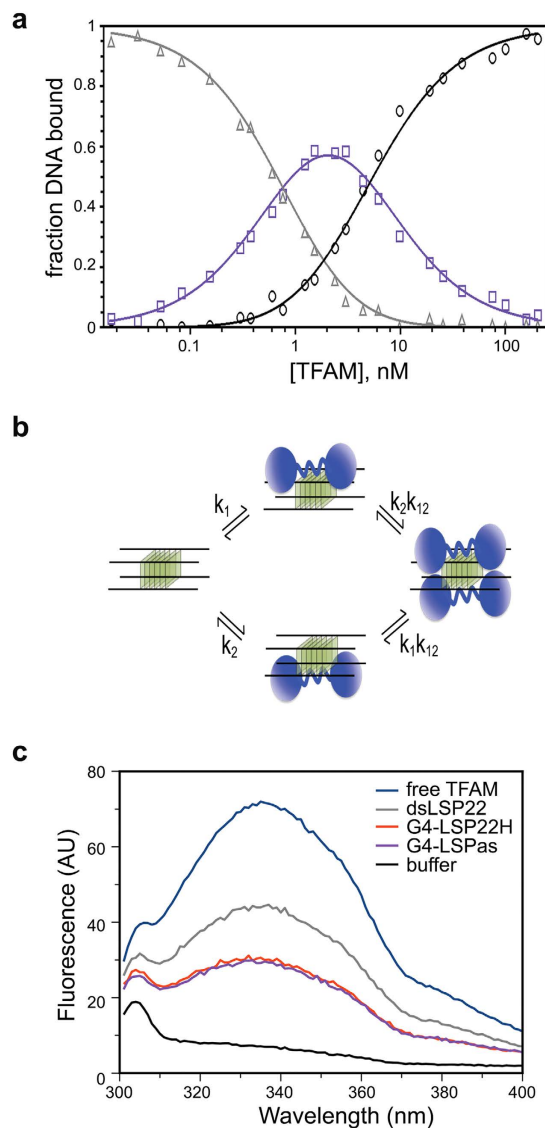 a
1
0.8
0.6
0.4
0.2
0
fraction DNA bound
0.1
1
10
100
[TFAM], nM
b
k1
k2k12
k2
k1k12
c
80
60
40
20
0
Fluorescence (AU)
free TFAM
dsLSP22
G4-LSP22H
G4-LSPas
buffer
300
320
340
360
380
400
Wavelength (nm)